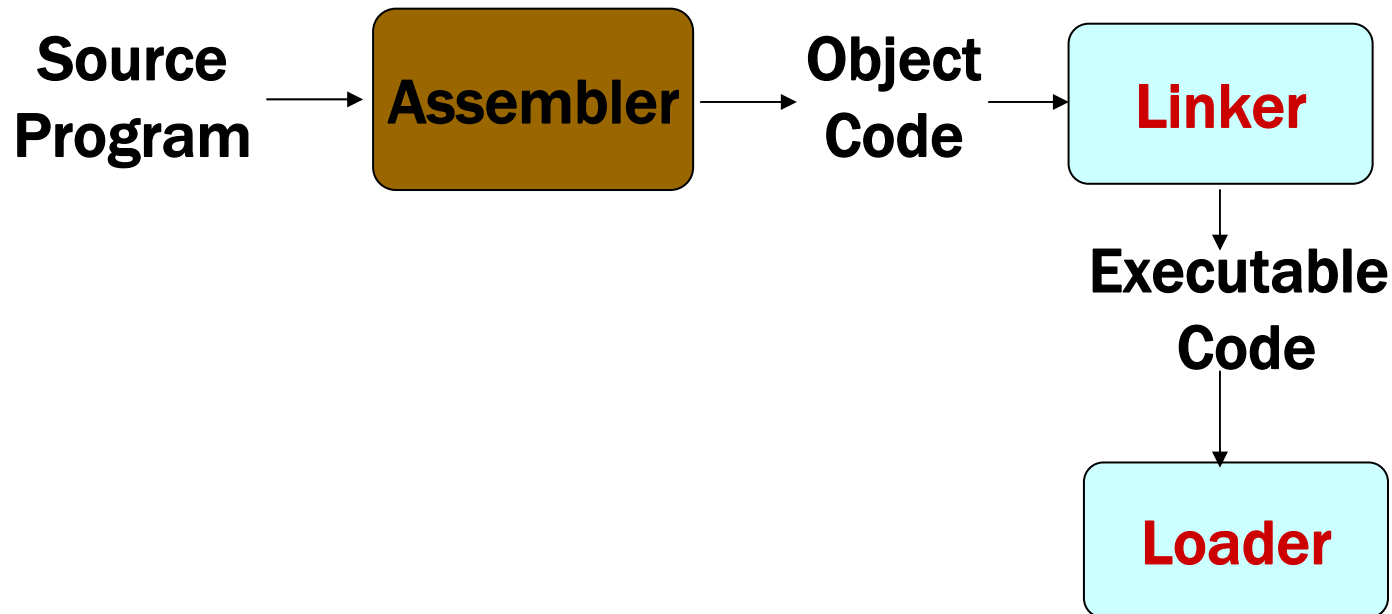 Source
Program
Assembler
Object
Code
Linker
Executable
Code
Loader